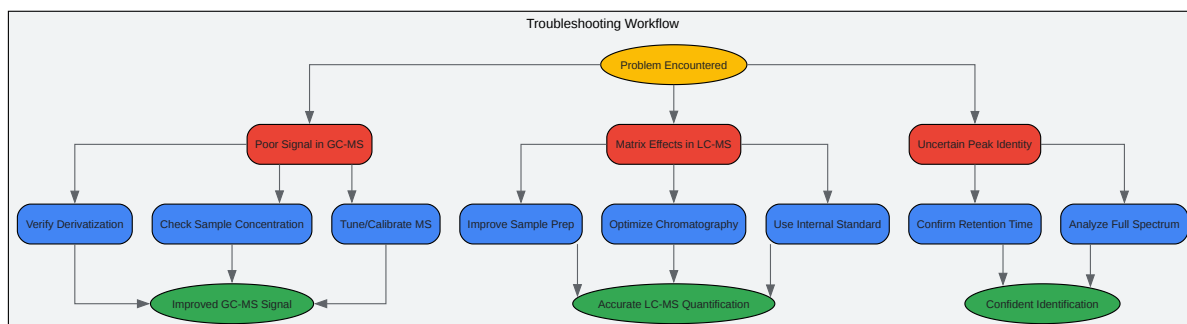 Troubleshooting Workflow
Problem Encountered
Poor Signal in GC-MS
Matrix Effects in LC-MS
Uncertain Peak Identity
Verify Derivatization
Check Sample Concentration
Tune/Calibrate MS
Improve Sample Prep
Optimize Chromatography
Use Internal Standard
Confirm Retention Time
Analyze Full Spectrum
Improved GC-MS Signal
Accurate LC-MS Quantification
Confident Identification